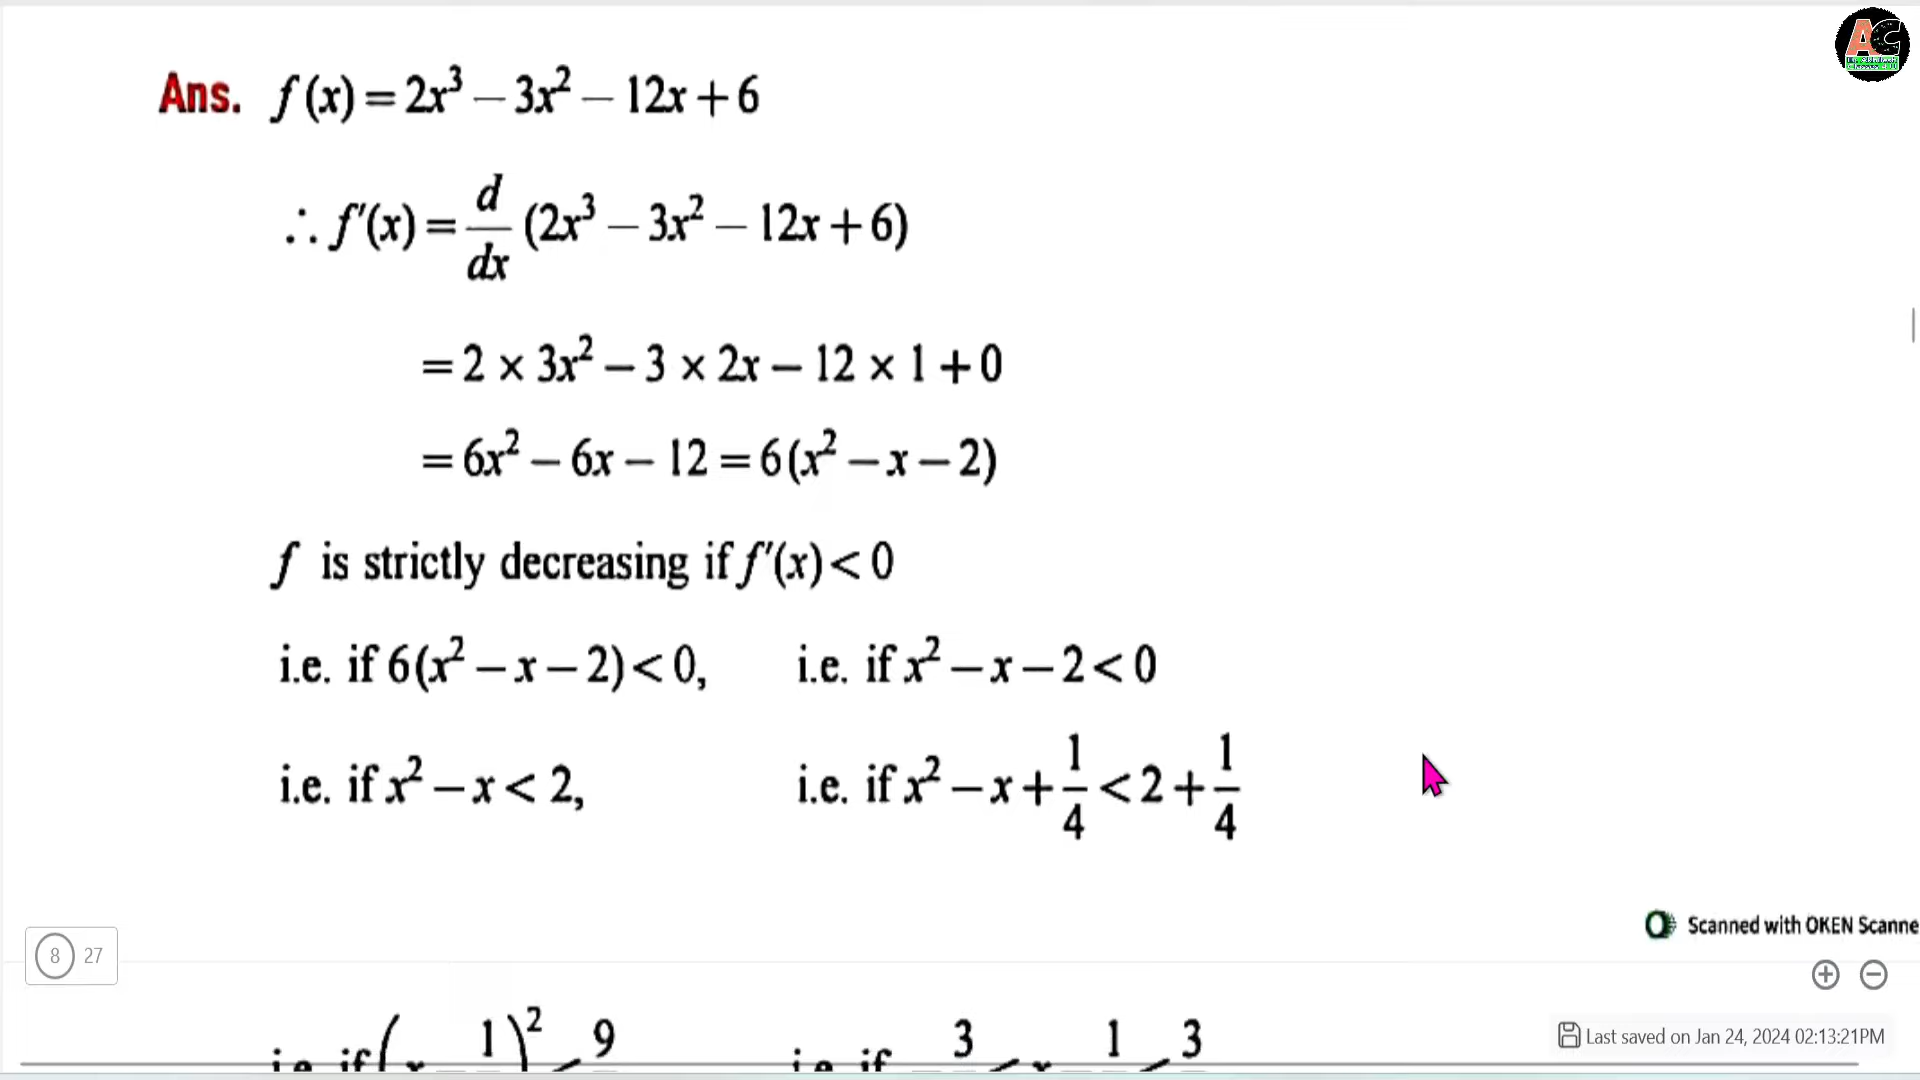 AC
Ans. f(x) = 2x³ − 3x² − 12x + 6
∴ f′(x) = d/dx (2x³ − 3x² − 12x + 6)
= 2 × 3x² − 3 × 2x − 12 × 1 + 0
= 6x² − 6x − 12 = 6(x² − x − 2)
f is strictly decreasing if f′(x) < 0
i.e. if 6(x² − x − 2) < 0, i.e. if x² − x − 2 < 0
i.e. if x² − x < 2, i.e. if x² − x + 1/4 < 2 + 1/4
Scanned with OKEN Scanne
8 27
Last saved on Jan 24, 2024 02:13:21PM